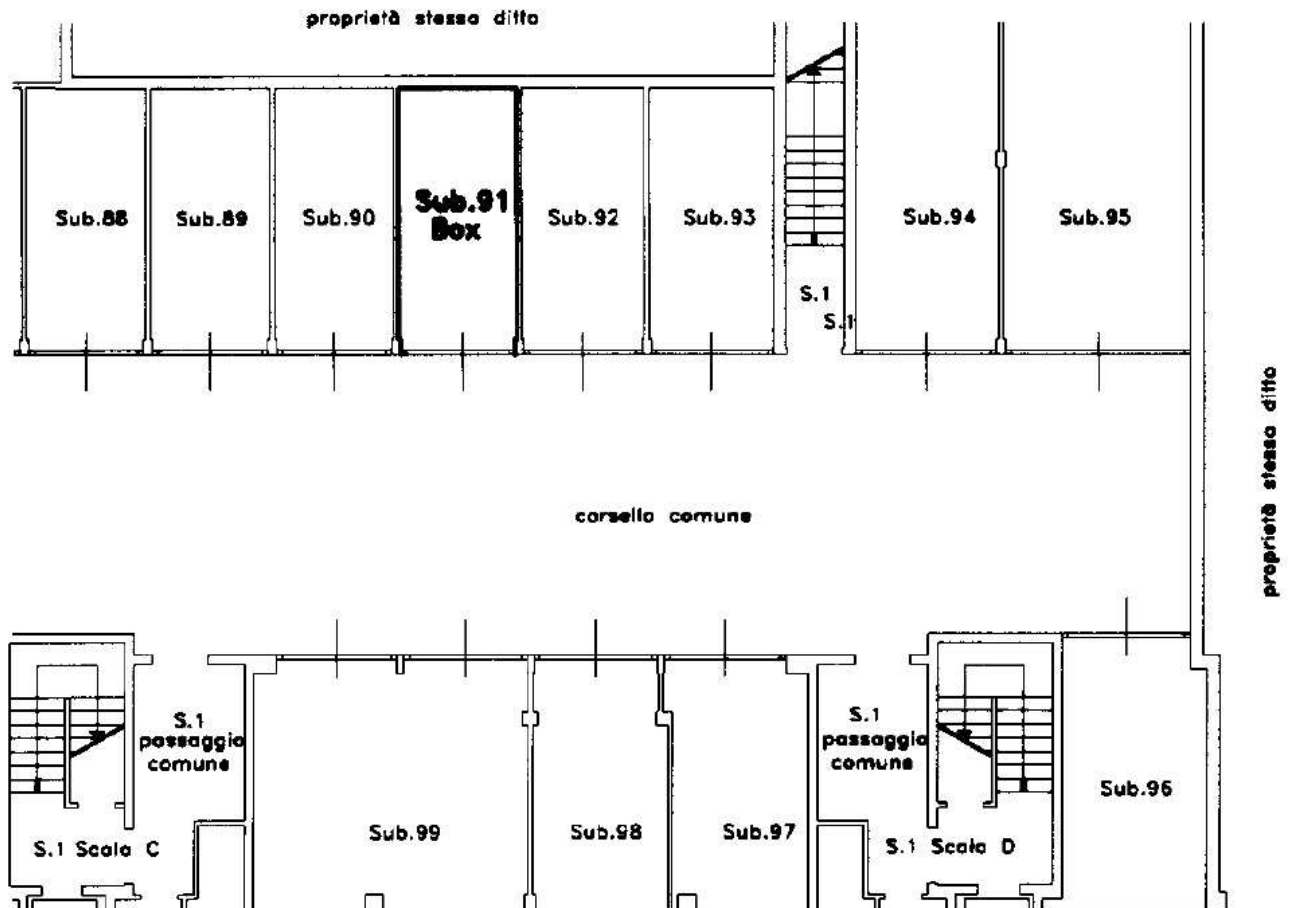 proprietà stessa ditta
Sub.88
Sub.89
Sub.90
Sub.91
Box
Sub.92
Sub.93
Sub.94
Sub.95
S.1
S.1
proprietà stessa ditta
corsello comune
S.1
passaggio
comune
S.1
passaggio
comune
Sub.96
Sub.99
Sub.98
Sub.97
S.1 Scala C
S.1 Scala D